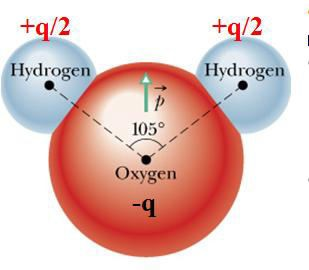 +q/2 +q/2
Hydrogen Hydrogen
p
105°
Oxygen
-q